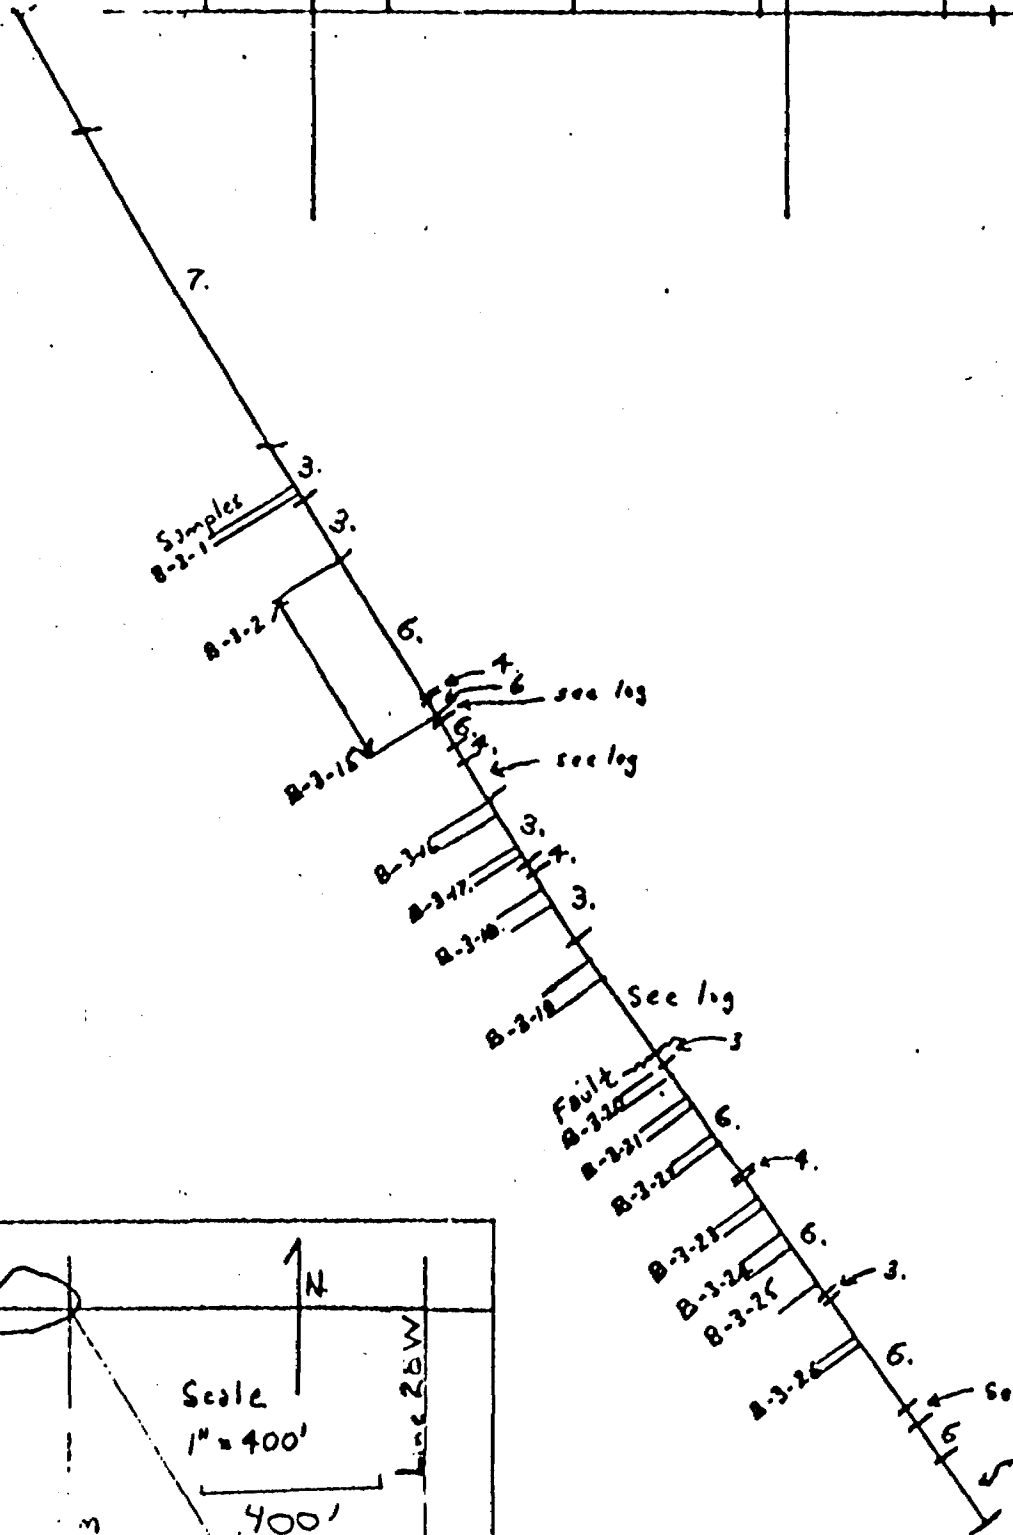 7.
3.
Samples
B-3-1
3.
B-3-2
6.
4.
6
see log
6.
4.
B-3-15
see log
B-3-16
3.
4.
B-3-17.
3.
B-3-18.
B-3-19
See log
3
Fault
B-3-20
B-3-21
6.
B-3-22
4.
B-3-23
6.
B-3-24
B-3-25
3.
B-3-26
6.
Se
6
N
Scale
1" = 400'
400'
Line 28W